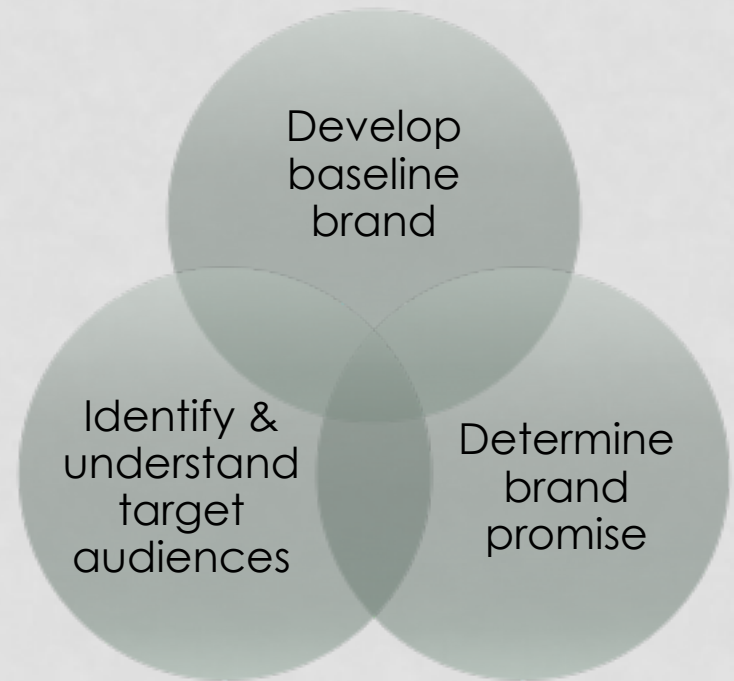 Develop
baseline
brand
Identify &
understand
target
audiences
Determine
brand
promise